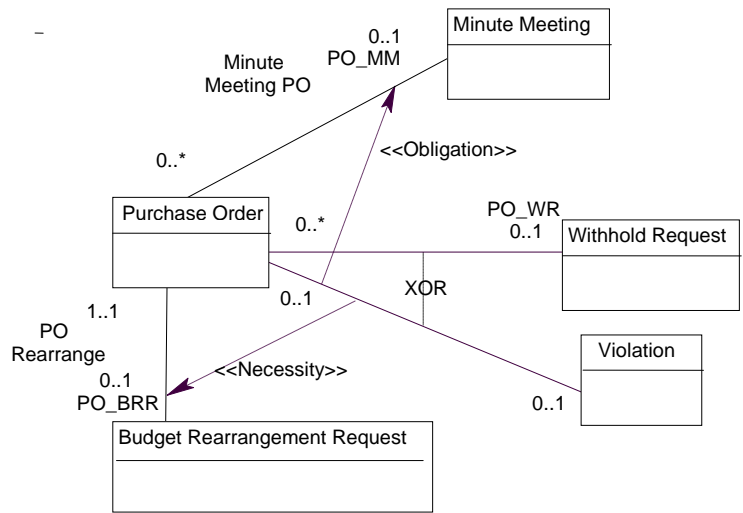 Minute Meeting
0..1
PO_MM
Minute
Meeting PO
<<Obligation>>
0..*
Purchase Order
0..*
PO_WR
0..1
Withhold Request
0..1
XOR
1..1
PO
Rearrange
Violation
<<Necessity>>
0..1
PO_BRR
0..1
Budget Rearrangement Request